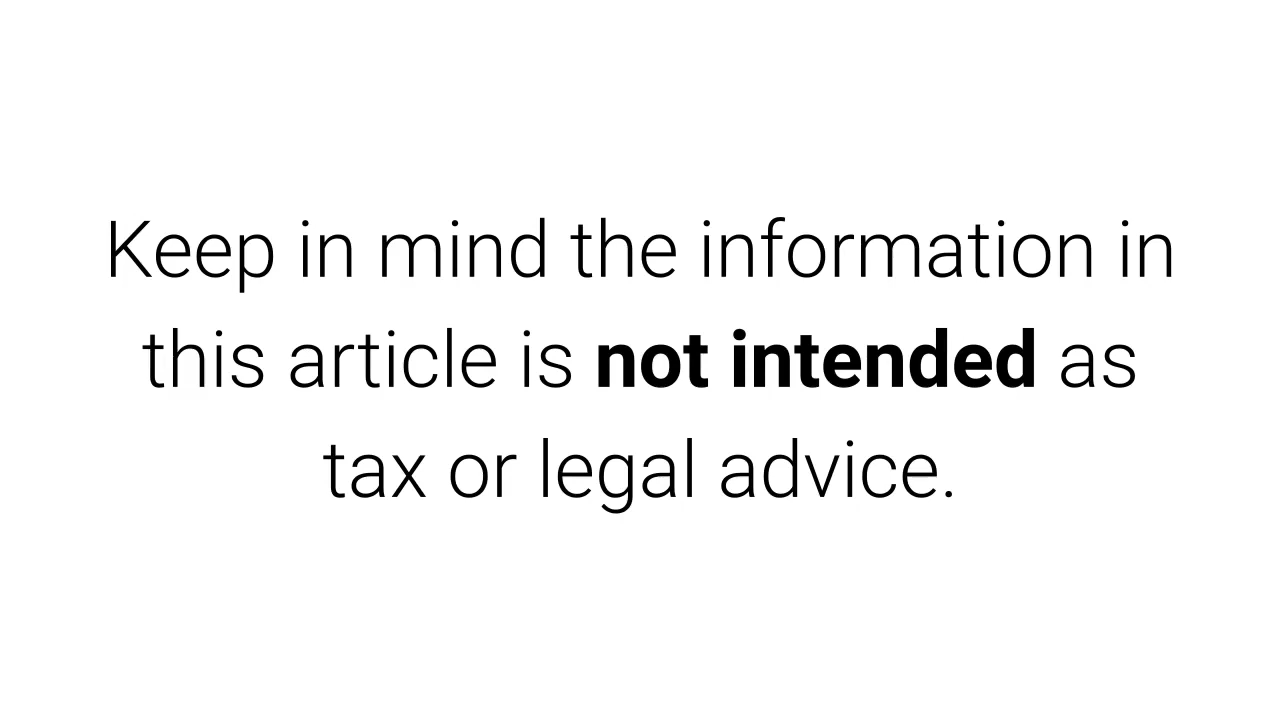 Keep in mind the information in
this article is not intended as
tax or legal advice.